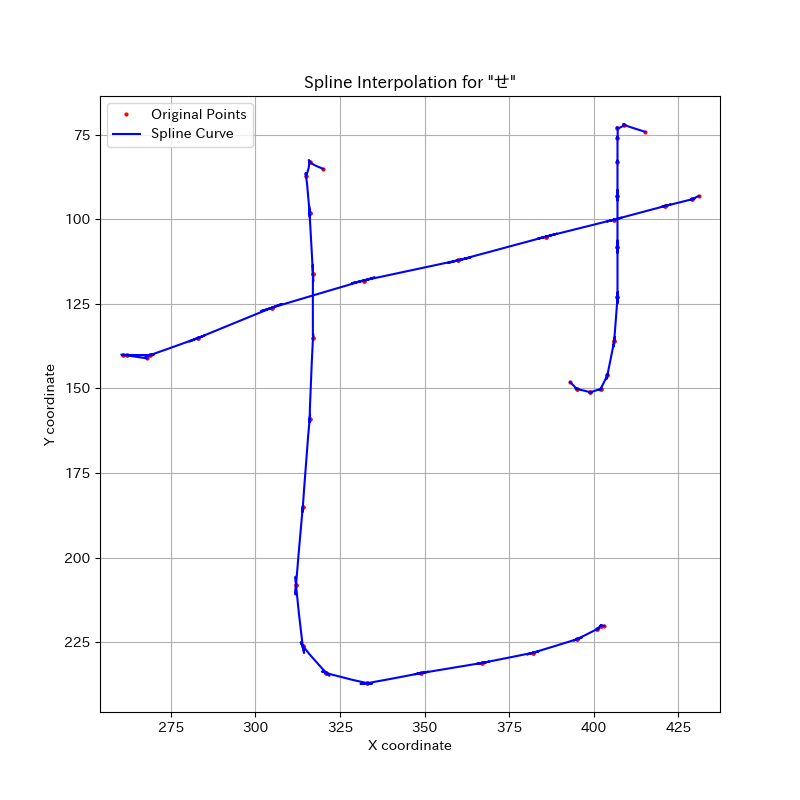 Spline Interpolation for "せ"
Original Points
Spline Curve
Y coordinate
75
100
125
150
175
200
225
せ
275 300 325 350 375 400 425
X coordinate